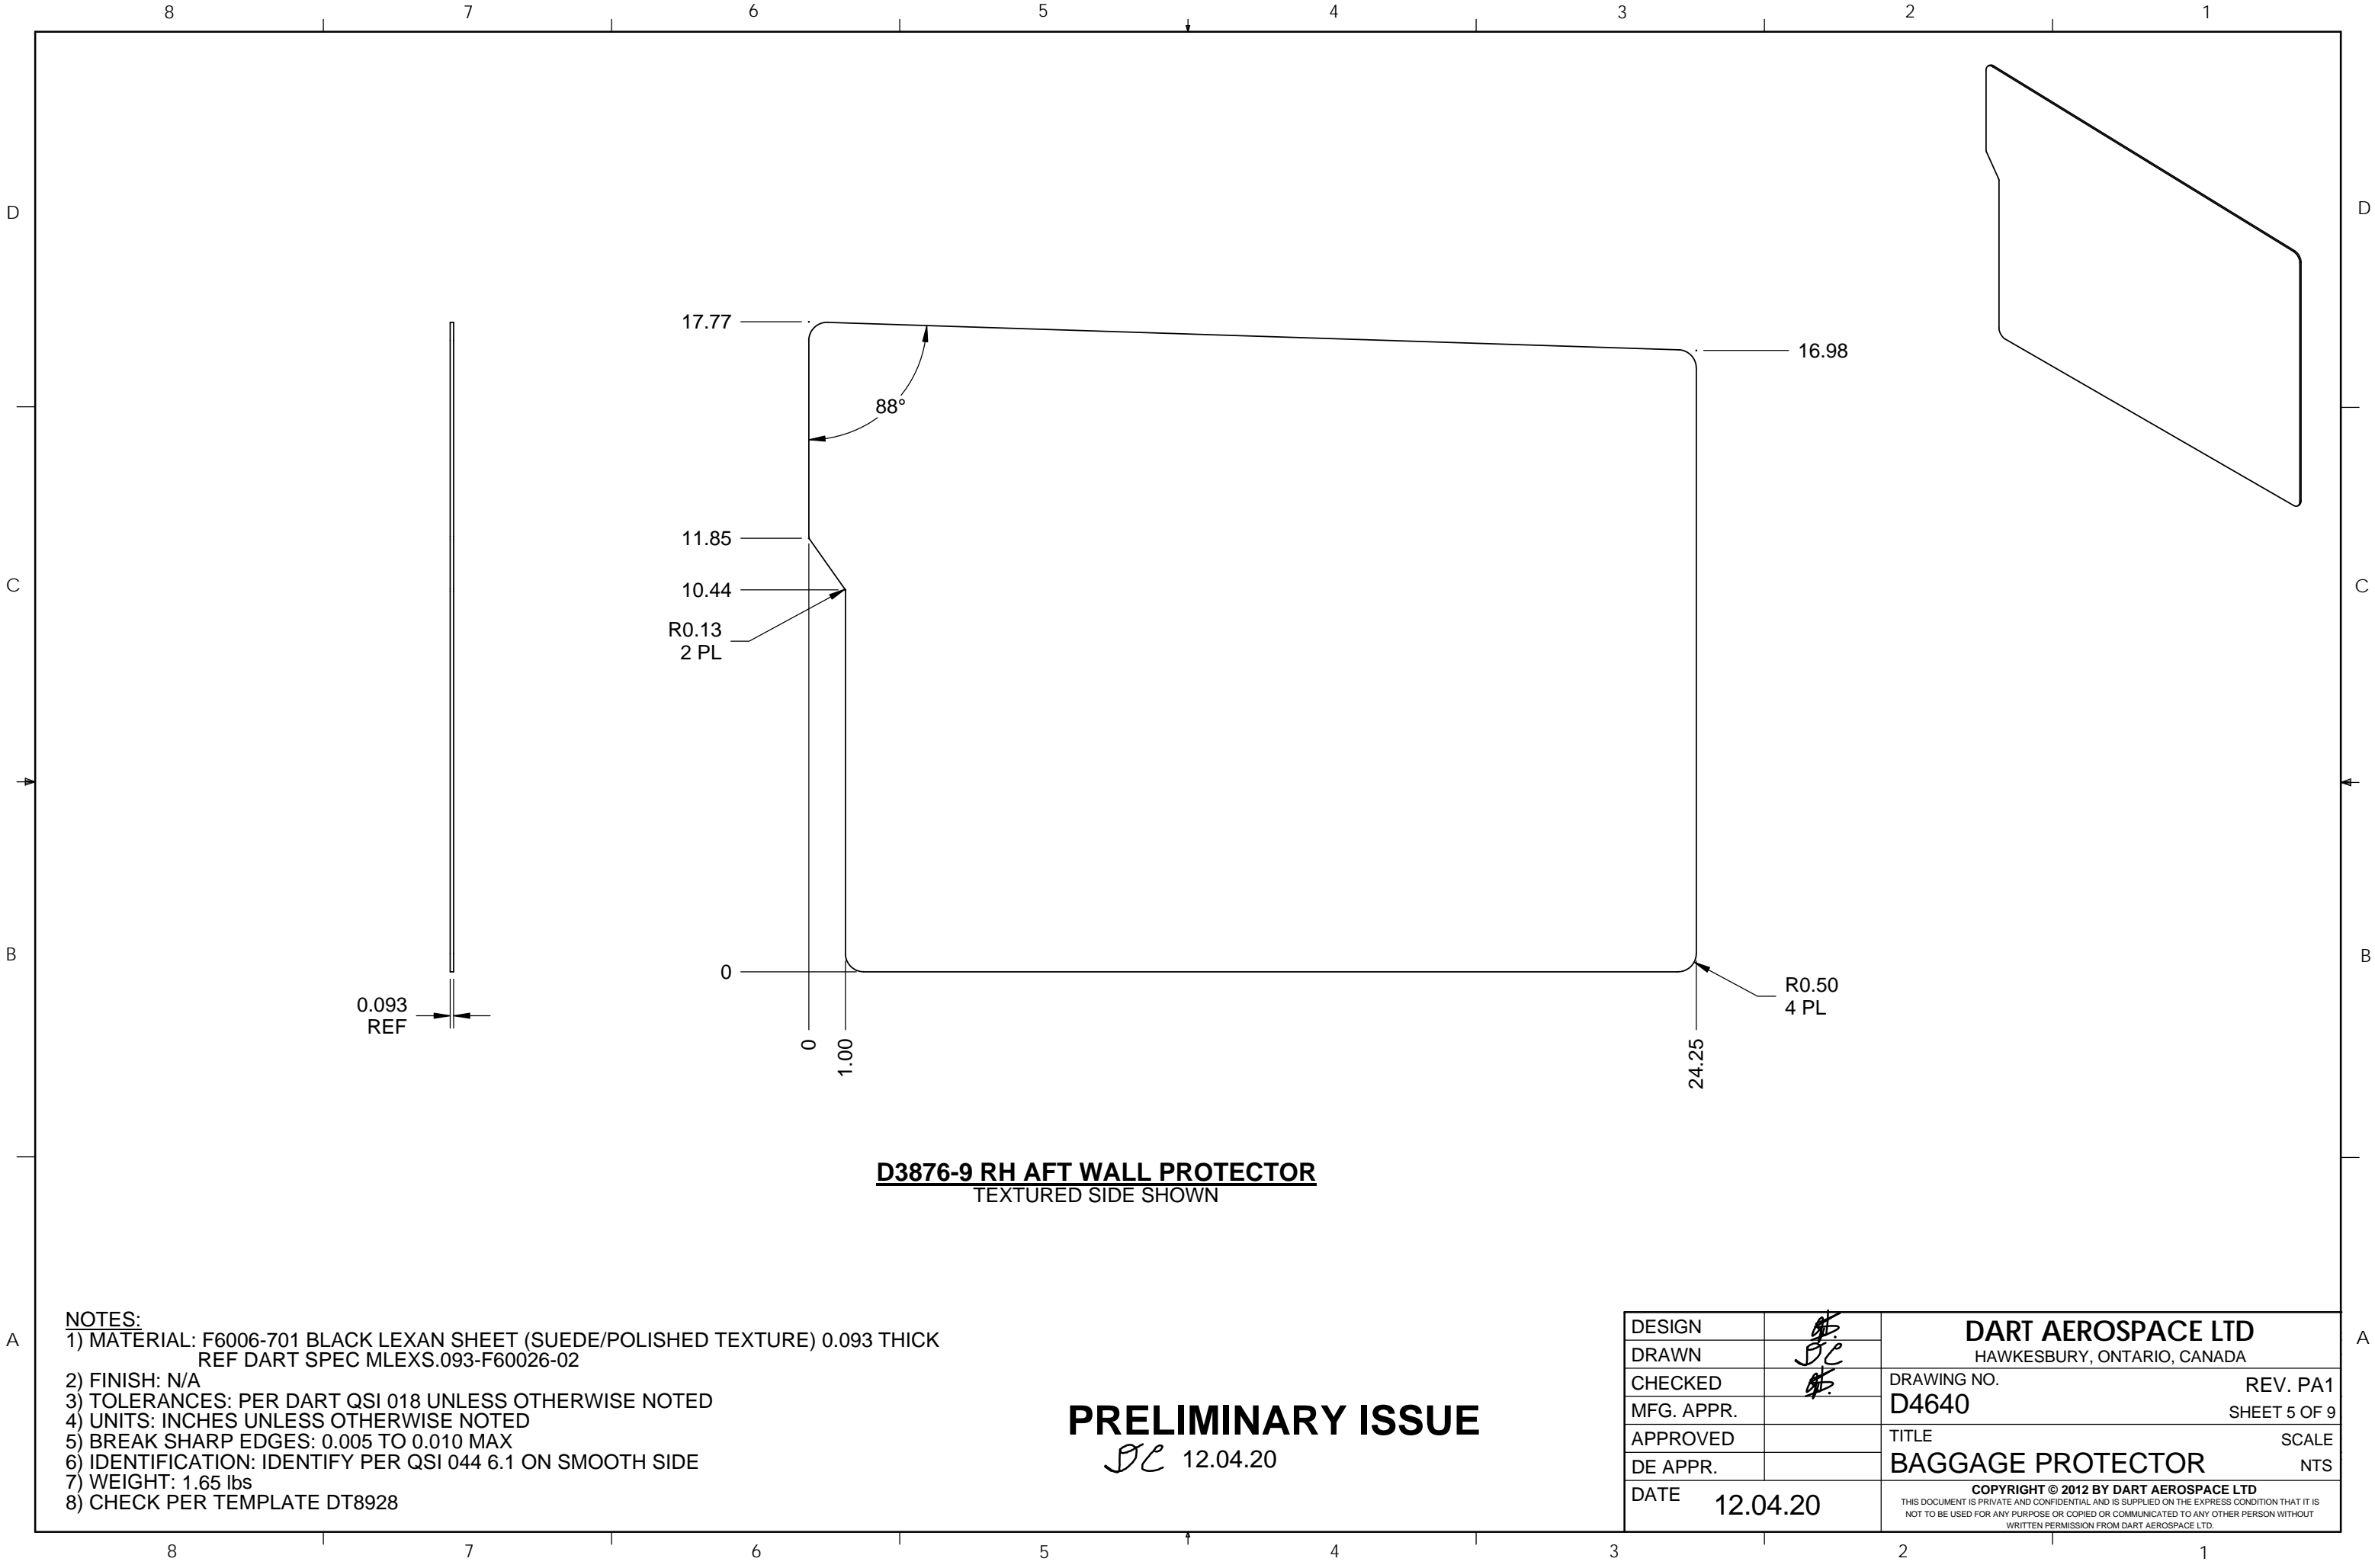 8 7 6 5 4 3 2 1
D D
17.77
16.98
88°
11.85
C C
10.44
R0.13
2 PL
B B
0
R0.50
4 PL
0.093
REF
0
1.00
24.25
D3876-9 RH AFT WALL PROTECTOR
TEXTURED SIDE SHOWN
NOTES:
1) MATERIAL: F6006-701 BLACK LEXAN SHEET (SUEDE/POLISHED TEXTURE) 0.093 THICK
REF DART SPEC MLEXS.093-F60026-02
2) FINISH: N/A
3) TOLERANCES: PER DART QSI 018 UNLESS OTHERWISE NOTED
4) UNITS: INCHES UNLESS OTHERWISE NOTED
5) BREAK SHARP EDGES: 0.005 TO 0.010 MAX
6) IDENTIFICATION: IDENTIFY PER QSI 044 6.1 ON SMOOTH SIDE
7) WEIGHT: 1.65 lbs
8) CHECK PER TEMPLATE DT8928
A A
PRELIMINARY ISSUE
DC 12.04.20
DESIGN
DRAWN DC
CHECKED
MFG. APPR.
APPROVED
DE APPR.
DATE 12.04.20
DART AEROSPACE LTD
HAWKESBURY, ONTARIO, CANADA
DRAWING NO. REV. PA1
D4640 SHEET 5 OF 9
TITLE SCALE
BAGGAGE PROTECTOR NTS
COPYRIGHT © 2012 BY DART AEROSPACE LTD
THIS DOCUMENT IS PRIVATE AND CONFIDENTIAL AND IS SUPPLIED ON THE EXPRESS CONDITION THAT IT IS
NOT TO BE USED FOR ANY PURPOSE OR COPIED OR COMMUNICATED TO ANY OTHER PERSON WITHOUT
WRITTEN PERMISSION FROM DART AEROSPACE LTD.
8 7 6 5 4 3 2 1